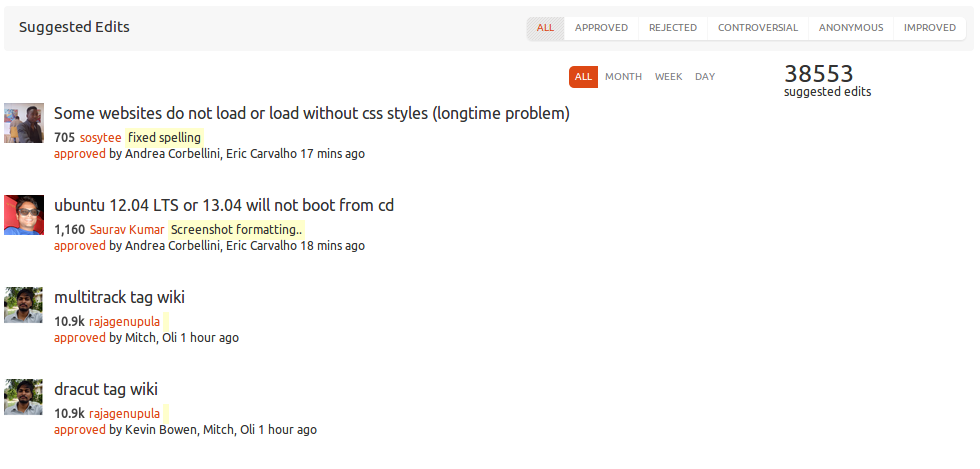 Suggested Edits
ALL APPROVED REJECTED CONTROVERSIAL ANONYMOUS IMPROVED
ALL MONTH WEEK DAY
38553
suggested edits
Some websites do not load or load without css styles (longtime problem)
705 sosytee fixed spelling
approved by Andrea Corbellini, Eric Carvalho 17 mins ago
ubuntu 12.04 LTS or 13.04 will not boot from cd
1,160 Saurav Kumar Screenshot formatting..
approved by Andrea Corbellini, Eric Carvalho 18 mins ago
multitrack tag wiki
10.9k rajagenupula
approved by Mitch, Oli 1 hour ago
dracut tag wiki
10.9k rajagenupula
approved by Kevin Bowen, Mitch, Oli 1 hour ago